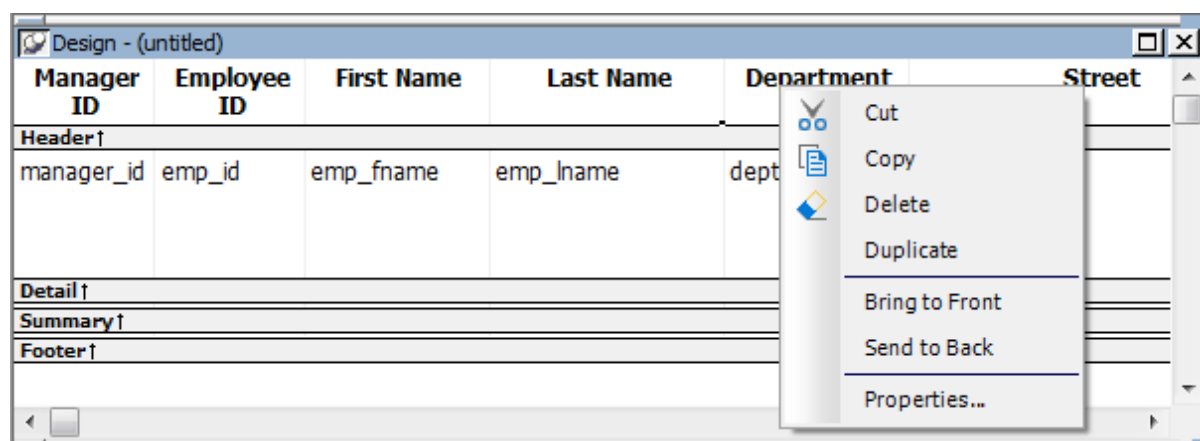 Design - (untitled)
Manager ID Employee ID First Name Last Name Department Street
Header↑
manager_id emp_id emp_fname emp_lname dept
Detail↑
Summary↑
Footer↑
Cut
Copy
Delete
Duplicate
Bring to Front
Send to Back
Properties...